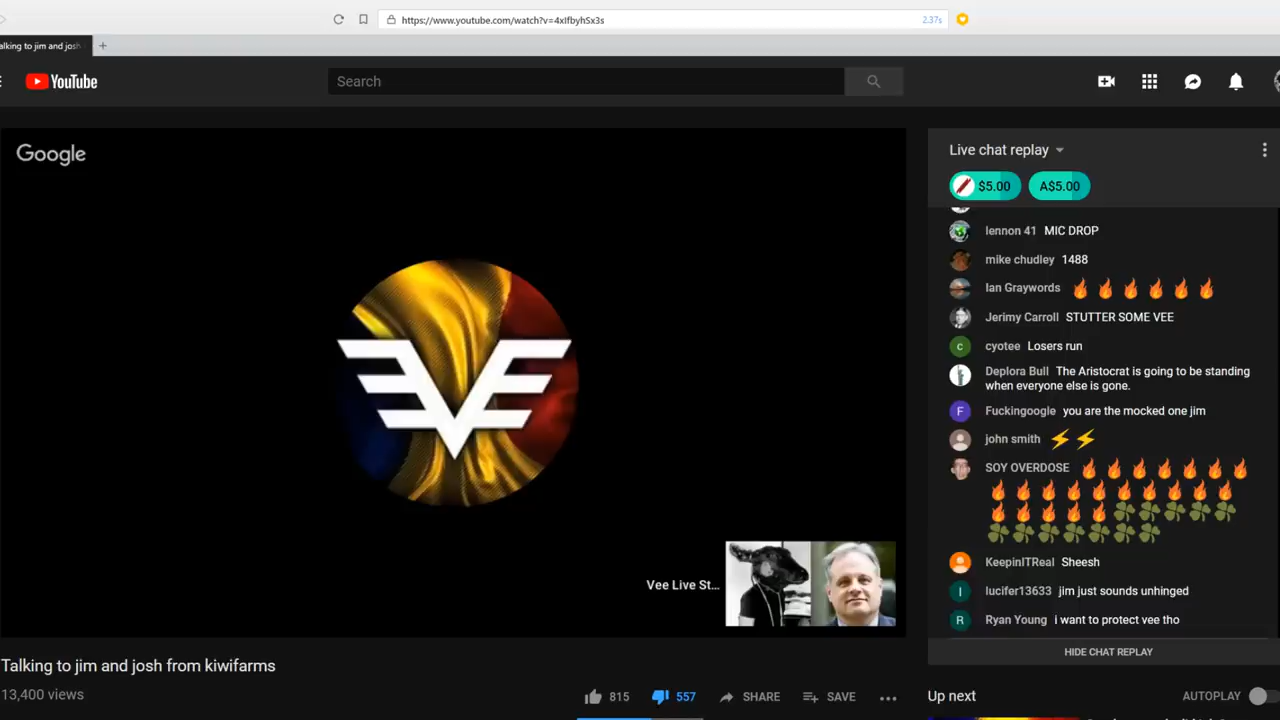 https://www.youtube.com/watch?v=4xIfbyhSx3s
2.37s
alking to jim and josh
YouTube
Search
Google
Live chat replay
$5.00
A$5.00
lennon 41 MIC DROP
mike chudley 1488
Ian Graywords 🔥🔥🔥🔥🔥🔥
Jerimy Carroll STUTTER SOME VEE
c
cyotee Losers run
Deplora Bull The Aristocrat is going to be standing
when everyone else is gone.
F
Fuckingoogle you are the mocked one jim
john smith ⚡⚡
SOY OVERDOSE 🔥🔥🔥🔥🔥🔥🔥
🔥🔥🔥🔥🔥🔥🔥🔥🔥🔥
🔥🔥🔥🔥🔥☘☘☘☘☘
☘☘☘☘☘☘☘
KeepinITReal Sheesh
l
lucifer13633 jim just sounds unhinged
R
Ryan Young i want to protect vee tho
HIDE CHAT REPLAY
Vee Live St...
Talking to jim and josh from kiwifarms
13,400 views
815
557
SHARE
SAVE
Up next
AUTOPLAY